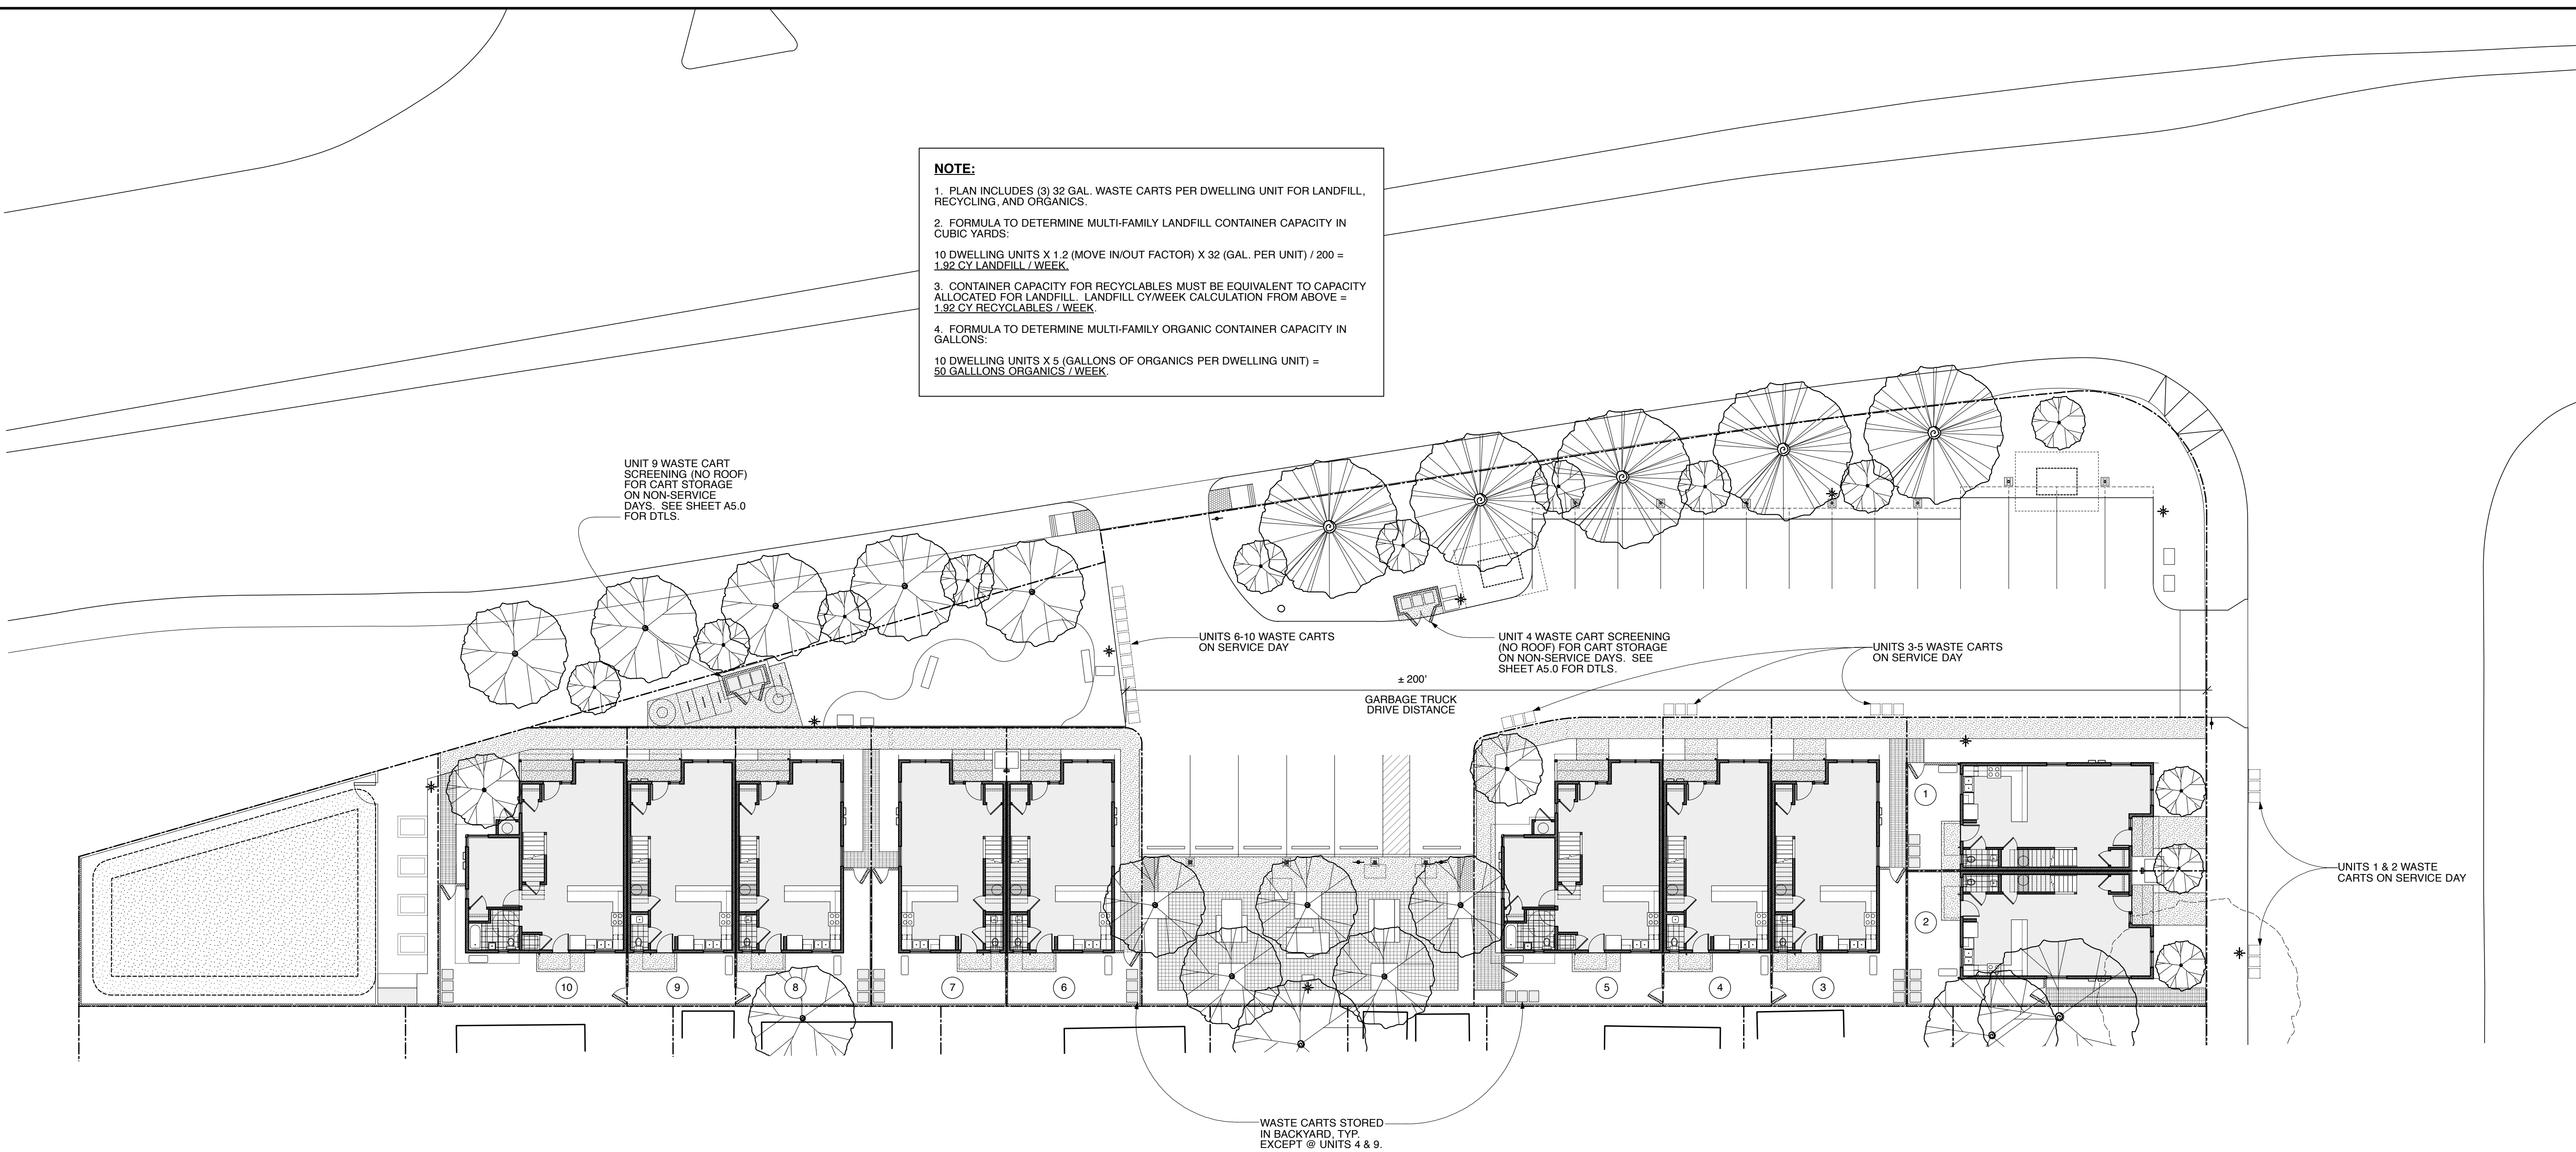 NOTE:
1. PLAN INCLUDES (3) 32 GAL. WASTE CARTS PER DWELLING UNIT FOR LANDFILL,
RECYCLING, AND ORGANICS.
2. FORMULA TO DETERMINE MULTI-FAMILY LANDFILL CONTAINER CAPACITY IN
CUBIC YARDS:
10 DWELLING UNITS X 1.2 (MOVE IN/OUT FACTOR) X 32 (GAL. PER UNIT) / 200 =
1.92 CY LANDFILL / WEEK.
3. CONTAINER CAPACITY FOR RECYCLABLES MUST BE EQUIVALENT TO CAPACITY
ALLOCATED FOR LANDFILL. LANDFILL CY/WEEK CALCULATION FROM ABOVE =
1.92 CY RECYCLABLES / WEEK.
4. FORMULA TO DETERMINE MULTI-FAMILY ORGANIC CONTAINER CAPACITY IN
GALLONS:
10 DWELLING UNITS X 5 (GALLONS OF ORGANICS PER DWELLING UNIT) =
50 GALLLONS ORGANICS / WEEK.
UNIT 9 WASTE CART
SCREENING (NO ROOF)
FOR CART STORAGE
ON NON-SERVICE
DAYS. SEE SHEET A5.0
FOR DTLS.
UNITS 6-10 WASTE CARTS
ON SERVICE DAY
UNIT 4 WASTE CART SCREENING
(NO ROOF) FOR CART STORAGE
ON NON-SERVICE DAYS. SEE
SHEET A5.0 FOR DTLS.
UNITS 3-5 WASTE CARTS
ON SERVICE DAY
± 200'
GARBAGE TRUCK
DRIVE DISTANCE
1
UNITS 1 & 2 WASTE
CARTS ON SERVICE DAY
2
10
9
8
7
6
5
4
3
WASTE CARTS STORED
IN BACKYARD, TYP.
EXCEPT @ UNITS 4 & 9.